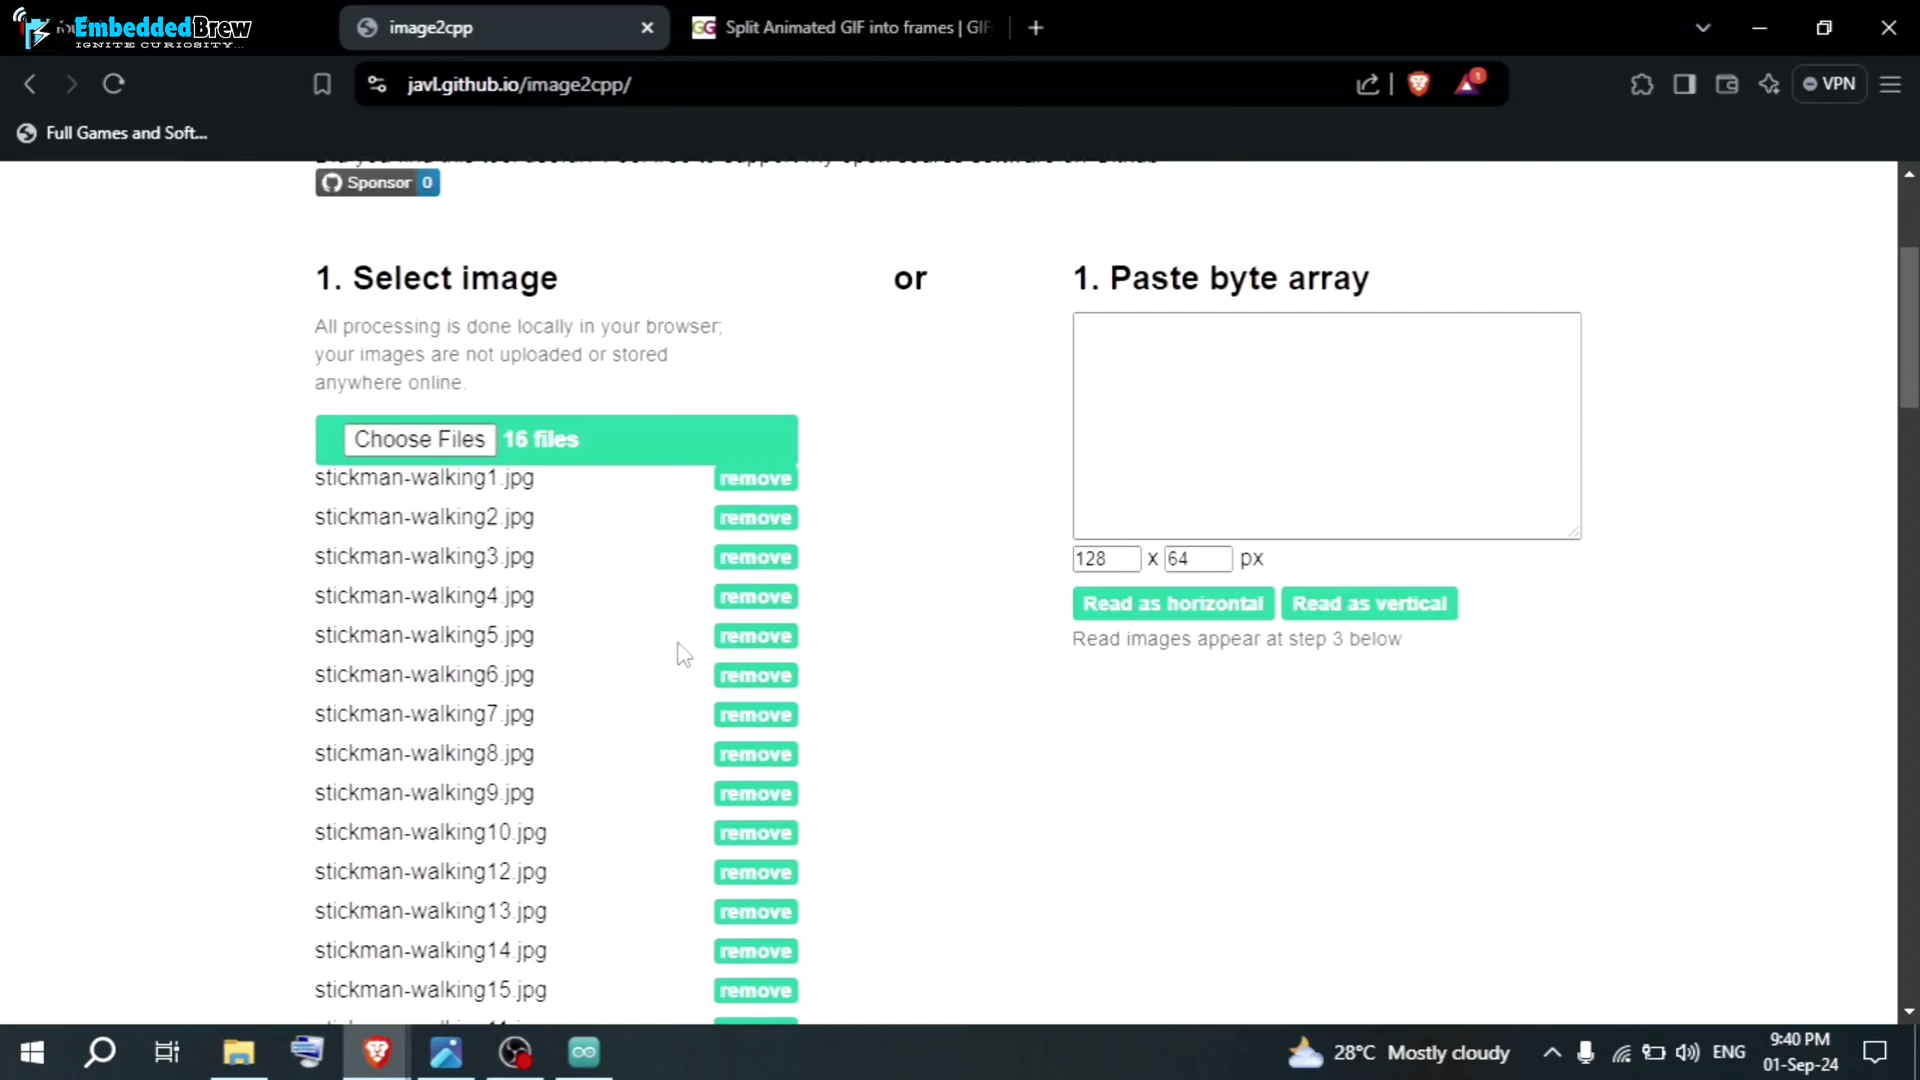 EmbeddedBrew
IGNITE CURIOSITY...
image2cpp
Split Animated GIF into frames | GIF
javl.github.io/image2cpp/
1
VPN
Full Games and Soft...
Sponsor 0
1. Select image
or
1. Paste byte array
All processing is done locally in your browser;
your images are not uploaded or stored
anywhere online.
Choose Files 16 files
stickman-walking1.jpg remove
stickman-walking2.jpg remove
stickman-walking3.jpg remove
stickman-walking4.jpg remove
stickman-walking5.jpg remove
stickman-walking6.jpg remove
stickman-walking7.jpg remove
stickman-walking8.jpg remove
stickman-walking9.jpg remove
stickman-walking10.jpg remove
stickman-walking12.jpg remove
stickman-walking13.jpg remove
stickman-walking14.jpg remove
stickman-walking15.jpg remove
128 x 64 px
Read as horizontal Read as vertical
Read images appear at step 3 below
28°C Mostly cloudy
ENG
9:40 PM
01-Sep-24